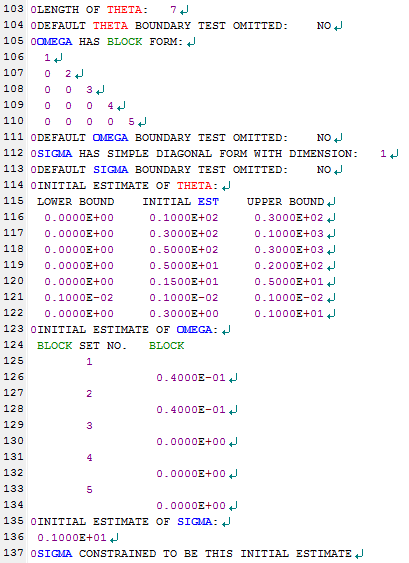 103 0LENGTH OF THETA:   7
104 0DEFAULT THETA BOUNDARY TEST OMITTED:    NO
105 0OMEGA HAS BLOCK FORM:
106   1
107   0  2
108   0  0  3
109   0  0  0  4
110   0  0  0  0  5
111 0DEFAULT OMEGA BOUNDARY TEST OMITTED:    NO
112 0SIGMA HAS SIMPLE DIAGONAL FORM WITH DIMENSION:   1
113 0DEFAULT SIGMA BOUNDARY TEST OMITTED:    NO
114 0INITIAL ESTIMATE OF THETA:
115  LOWER BOUND    INITIAL EST    UPPER BOUND
116   0.0000E+00     0.1000E+02     0.3000E+02
117   0.0000E+00     0.3000E+02     0.1000E+03
118   0.0000E+00     0.5000E+02     0.3000E+03
119   0.0000E+00     0.5000E+01     0.2000E+02
120   0.0000E+00     0.1500E+01     0.5000E+01
121   0.1000E-02     0.1000E-02     0.1000E-02
122   0.0000E+00     0.3000E+00     0.1000E+01
123 0INITIAL ESTIMATE OF OMEGA:
124  BLOCK SET NO.   BLOCK
125         1
126                   0.4000E-01
127         2
128                   0.4000E-01
129         3
130                   0.0000E+00
131         4
132                   0.0000E+00
133         5
134                   0.0000E+00
135 0INITIAL ESTIMATE OF SIGMA:
136  0.1000E+01
137 0SIGMA CONSTRAINED TO BE THIS INITIAL ESTIMATE